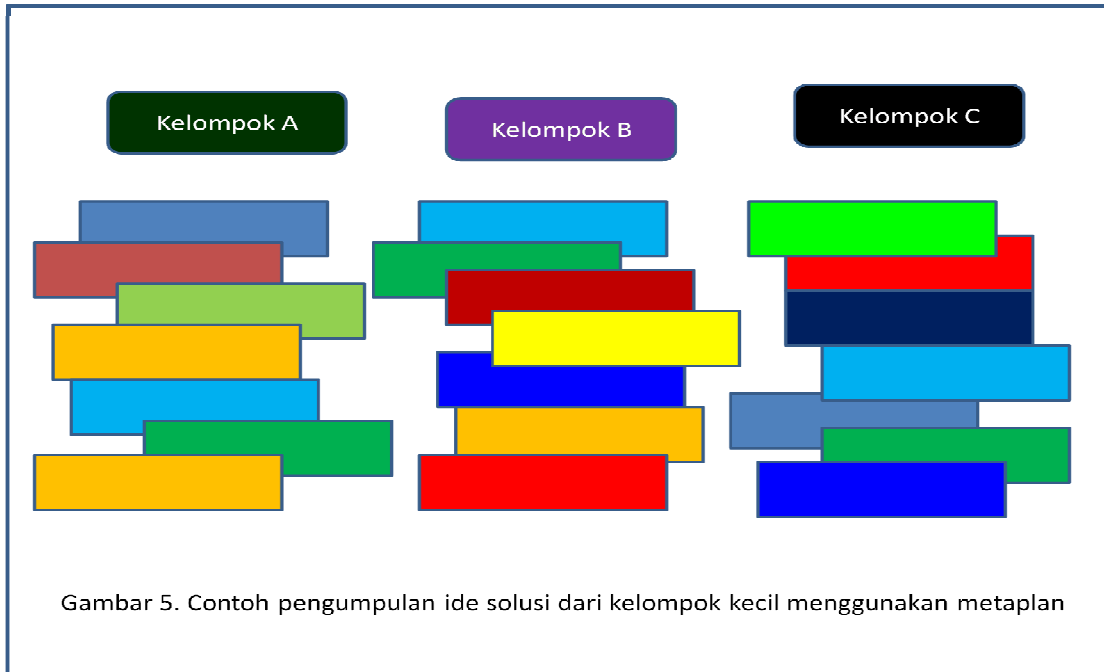 Kelompok A
Kelompok B
Kelompok C
Gambar 5. Contoh pengumpulan ide solusi dari kelompok kecil menggunakan metaplan